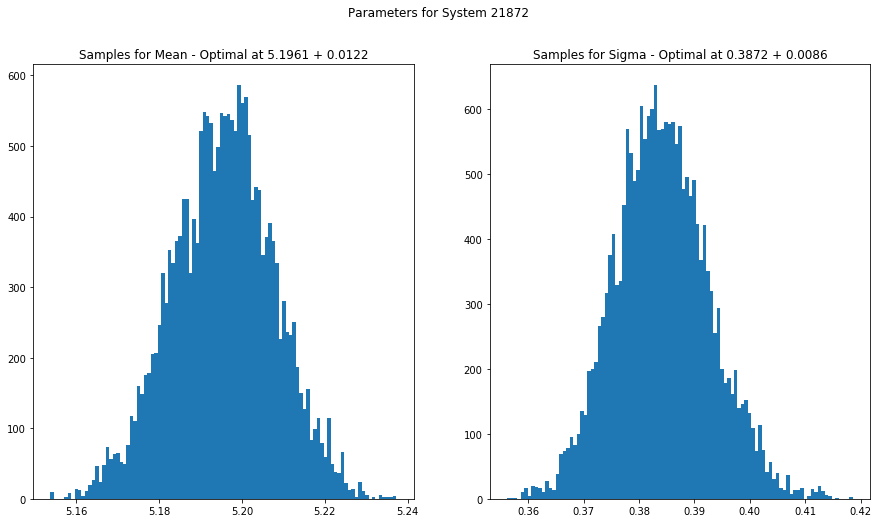 Parameters for System 21872
Samples for Mean - Optimal at 5.1961 + 0.0122
Samples for Sigma - Optimal at 0.3872 + 0.0086
600
500
400
300
200
100
0
5.16 5.18 5.20 5.22 5.24
600
500
400
300
200
100
0
0.36 0.37 0.38 0.39 0.40 0.41 0.42